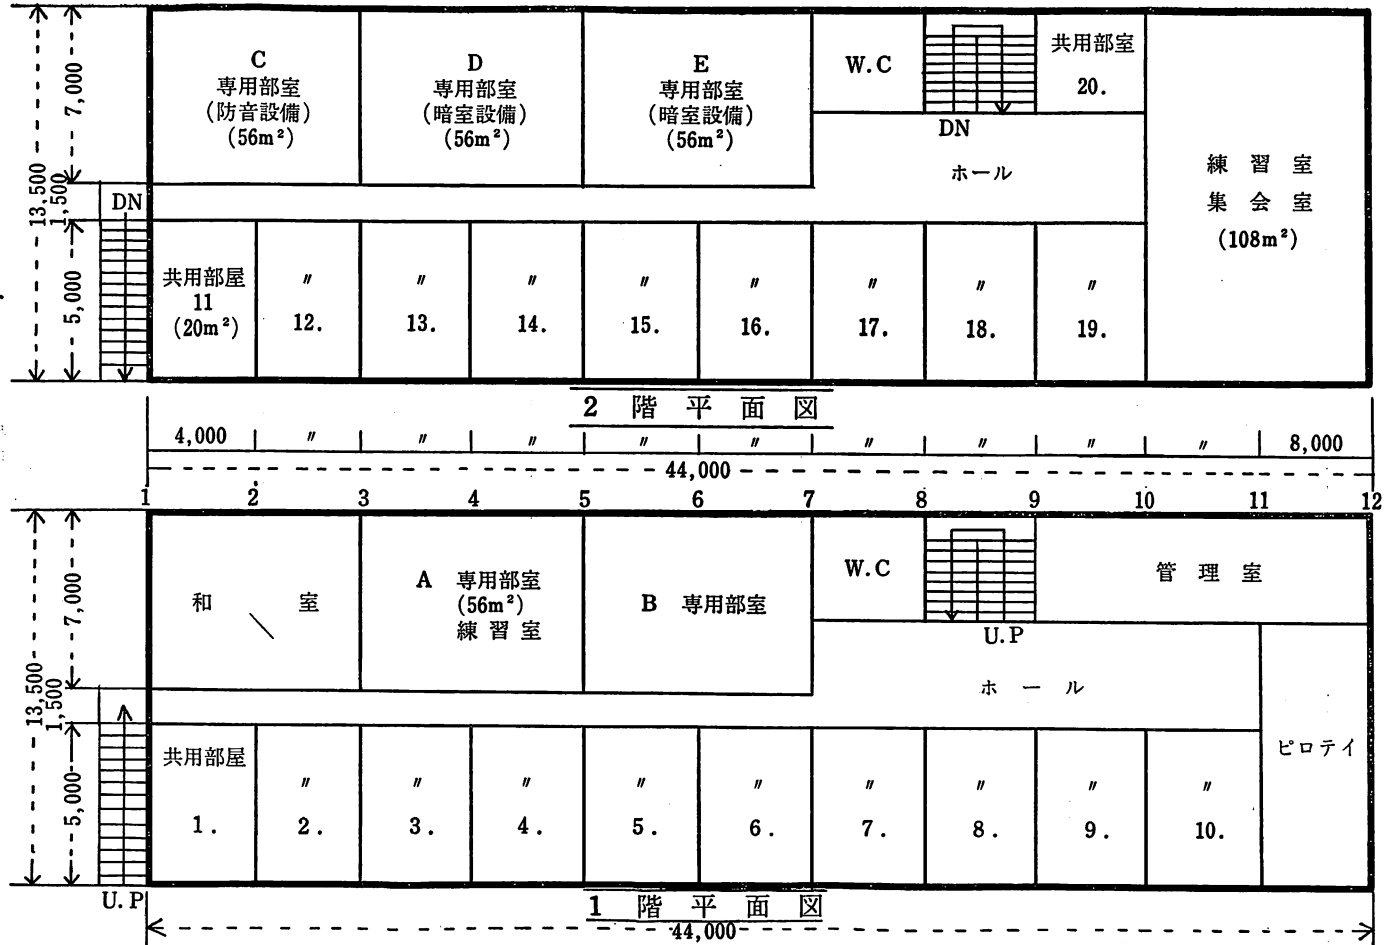 C
専用部室
(防音設備)
(56m²)
D
専用部室
(暗室設備)
(56m²)
E
専用部室
(暗室設備)
(56m²)
W.C
DN
共用部室
20.
ホール
練習室
集会室
(108m²)
DN
13,500
7,000
1,500
5,000
共用部屋
11
(20m²)
〃
12.
〃
13.
〃
14.
〃
15.
〃
16.
〃
17.
〃
18.
〃
19.
2階平面図
4,000 〃 〃 〃 〃 〃 〃 〃 〃 〃 8,000
44,000
1 2 3 4 5 6 7 8 9 10 11 12
13,500
7,000
1,500
5,000
和室
A 専用部室
(56m²)
練習室
B 専用部室
W.C
U.P
管理室
ホール
ピロテイ
共用部屋
1.
〃
2.
〃
3.
〃
4.
〃
5.
〃
6.
〃
7.
〃
8.
〃
9.
〃
10.
U.P
1階平面図
44,000